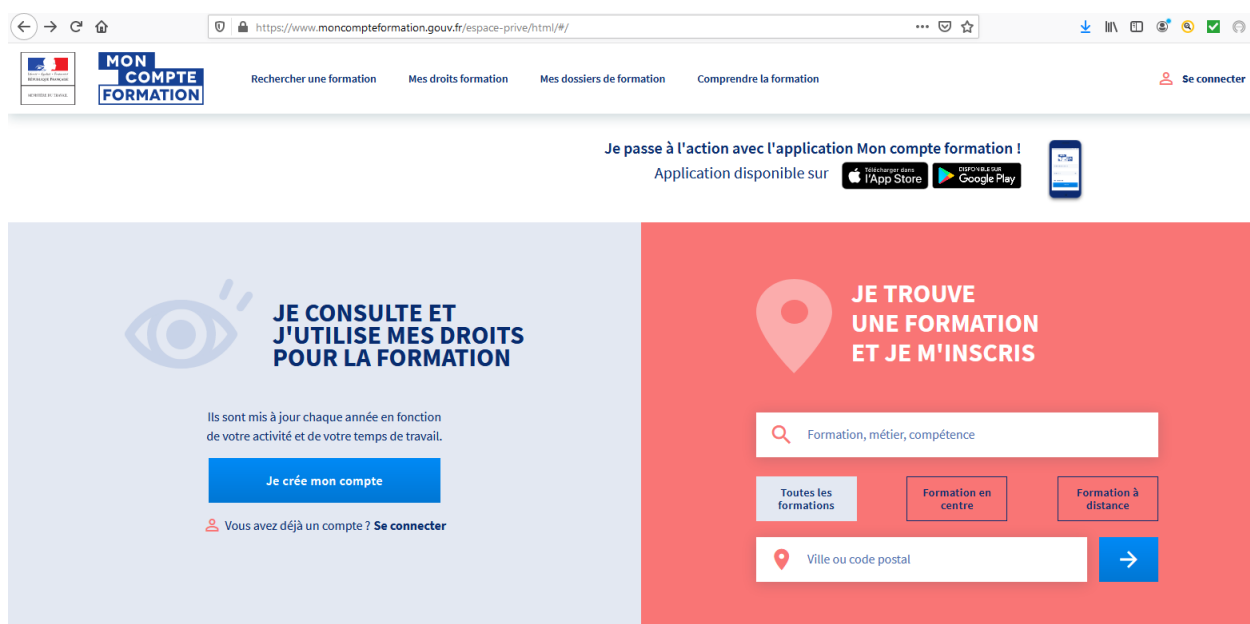 https://www.moncompteformation.gouv.fr/espace-prive/html/#/
RÉPUBLIQUE FRANÇAISE
MON
COMPTE
FORMATION
Rechercher une formation
Mes droits formation
Mes dossiers de formation
Comprendre la formation
Se connecter
Je passe à l'action avec l'application Mon compte formation !
Application disponible sur
Télécharger dans
l'App Store
DISPONIBLE SUR
Google Play
JE CONSULTE ET
J'UTILISE MES DROITS
POUR LA FORMATION
Ils sont mis à jour chaque année en fonction
de votre activité et de votre temps de travail.
Je crée mon compte
Vous avez déjà un compte ? Se connecter
JE TROUVE
UNE FORMATION
ET JE M'INSCRIS
Formation, métier, compétence
Toutes les
formations
Formation en
centre
Formation à
distance
Ville ou code postal